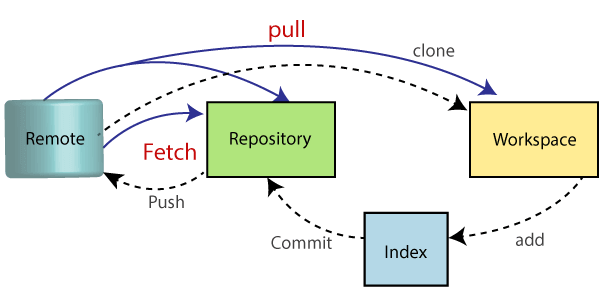 pull
clone
Remote
Repository
Workspace
Fetch
Push
Commit
Index
add